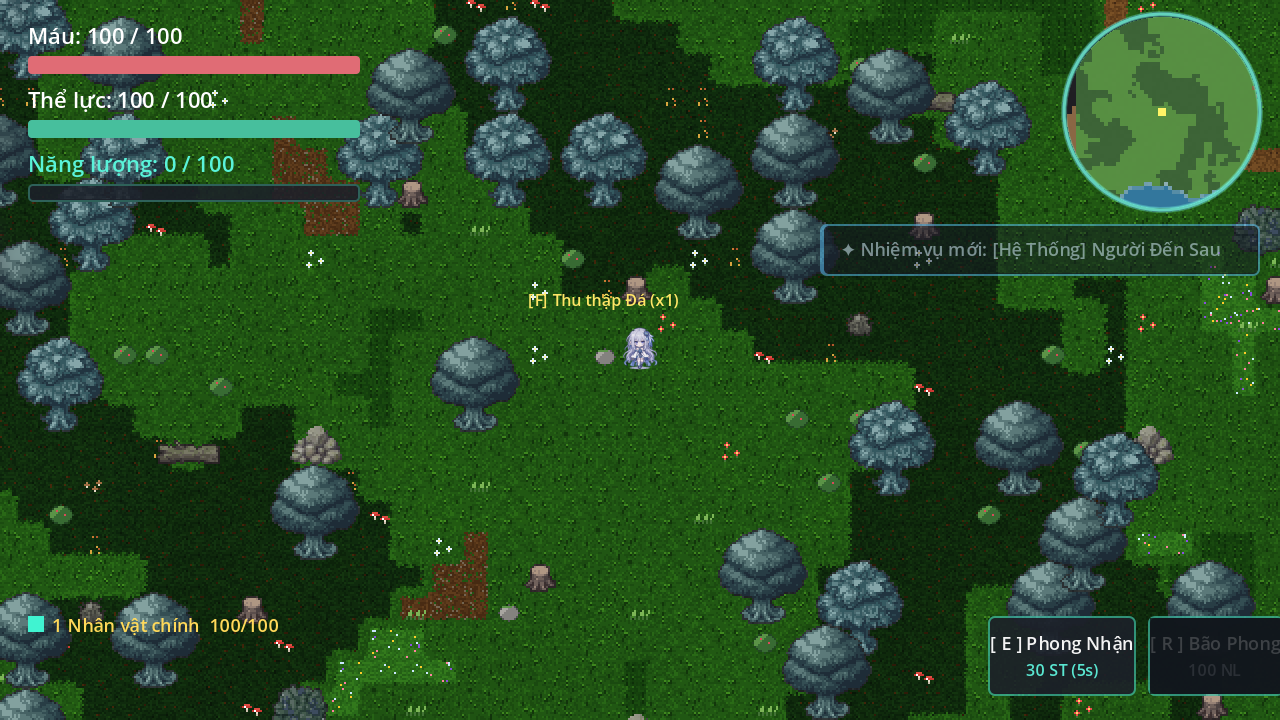 Máu: 100 / 100
Thể lực: 100 / 100
Năng lượng: 0 / 100
✦ Nhiệm vụ mới: [Hệ Thống] Người Đến Sau
[F] Thu thập Đá (x1)
1 Nhân vật chính 100/100
[ E ] Phong Nhận
30 ST (5s)
[ R ] Bão Phong
100 NL